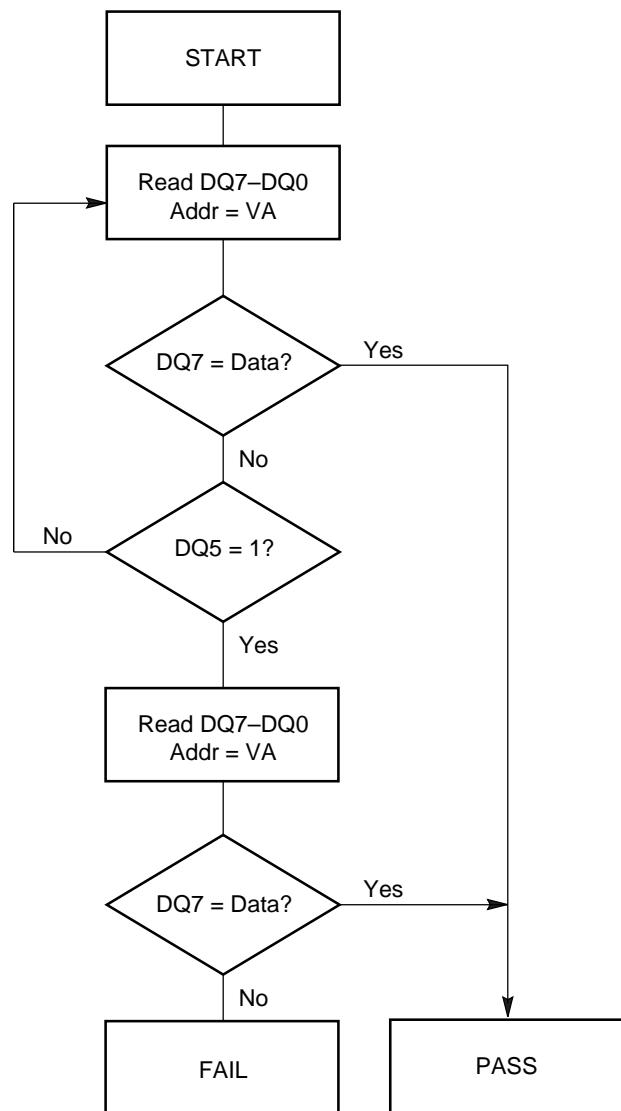 START
Read DQ7–DQ0
Addr = VA
DQ7 = Data?
Yes
No
DQ5 = 1?
No
Yes
Read DQ7–DQ0
Addr = VA
DQ7 = Data?
Yes
No
FAIL
PASS